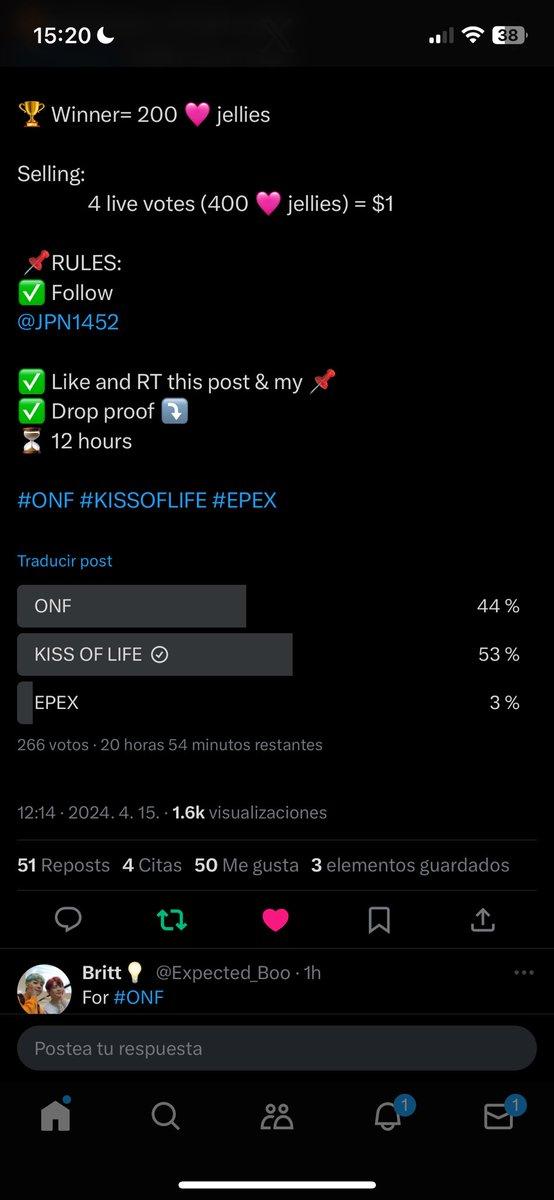 15:20
38
🏆 Winner= 200 💗 jellies
Selling:
4 live votes (400 💗 jellies) = $1
📌RULES:
✅ Follow
@JPN1452
✅ Like and RT this post & my 📌
✅ Drop proof ⤵️
⏳ 12 hours
#ONF #KISSOFLIFE #EPEX
Traducir post
ONF 44 %
KISS OF LIFE 53 %
EPEX 3 %
266 votos · 20 horas 54 minutos restantes
12:14 · 2024. 4. 15. · 1.6k visualizaciones
51 Reposts 4 Citas 50 Me gusta 3 elementos guardados
Britt 💡 @Expected_Boo · 1h
For #ONF
Postea tu respuesta
1 1